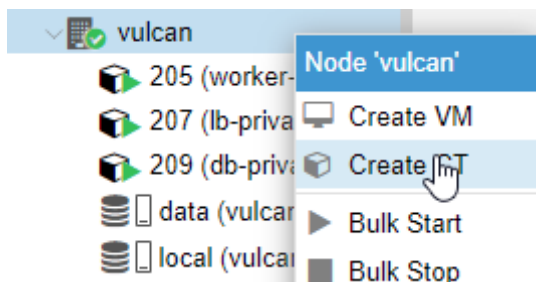 vulcan
Node 'vulcan'
205 (worker-
Create VM
207 (lb-priva
Create CT
209 (db-priva
data (vulcan
Bulk Start
local (vulcan
Bulk Stop